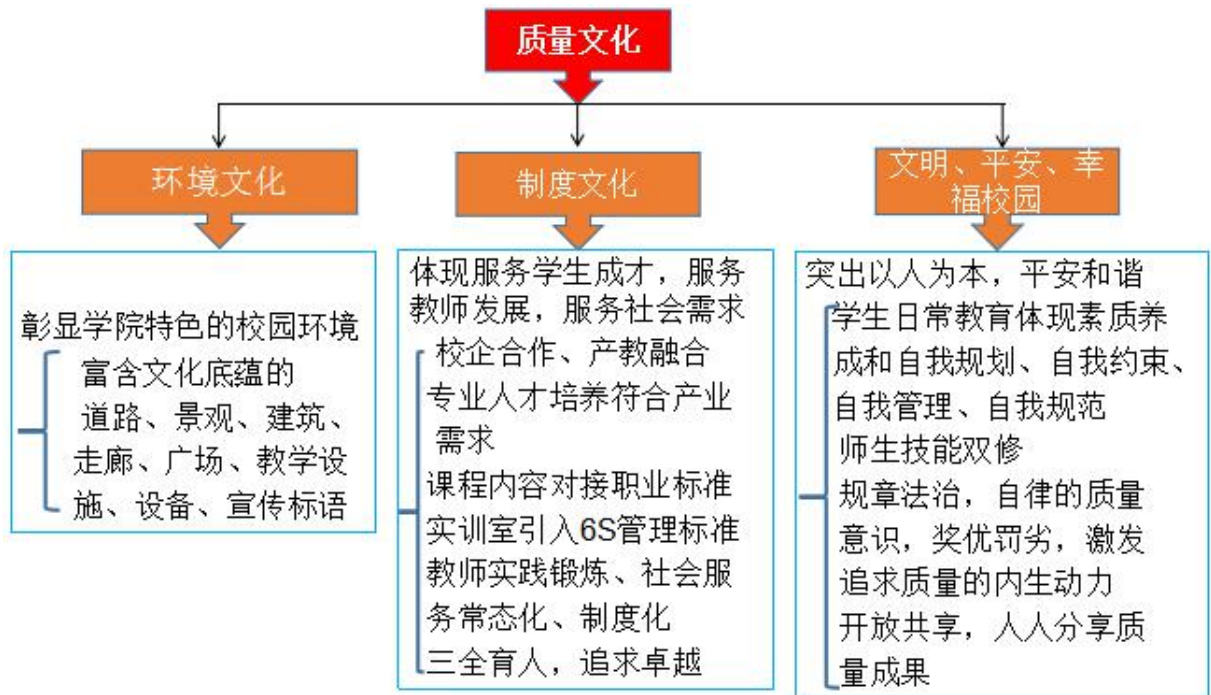 质量文化
环境文化
彰显学院特色的校园环境
富含文化底蕴的
道路、景观、建筑、
走廊、广场、教学设
施、设备、宣传标语
制度文化
体现服务学生成才，服务
教师发展，服务社会需求
校企合作、产教融合
专业人才培养符合产业
需求
课程内容对接职业标准
实训室引入6S管理标准
教师实践锻炼、社会服
务常态化、制度化
三全育人，追求卓越
文明、平安、幸
福校园
突出以人为本，平安和谐
学生日常教育体现素质养
成和自我规划、自我约束、
自我管理、自我规范
师生技能双修
规章法治，自律的质量
意识，奖优罚劣，激发
追求质量的内生动力
开放共享，人人分享质
量成果